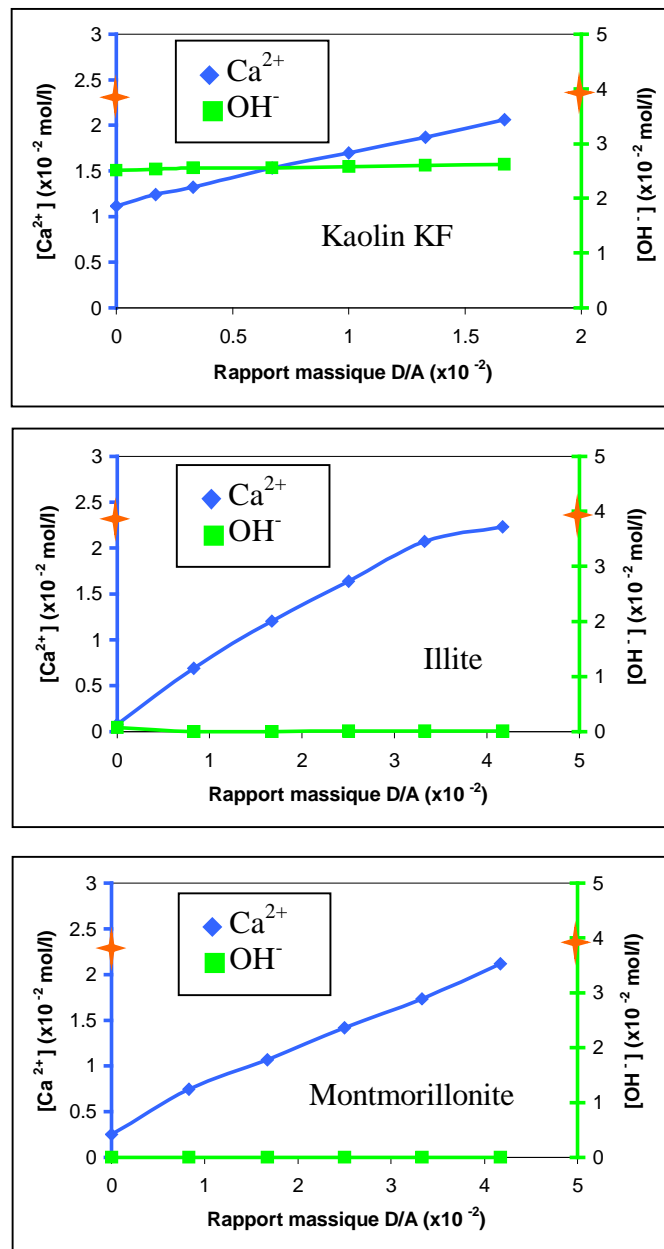 3
2.5
2
1.5
1
0.5
0
[Ca2+] (x10 -2 mol/l)
Ca2+
OH-
Kaolin KF
5
4
3
2
1
0
[OH -] (x10 -2 mol/l)
0 0.5 1 1.5 2
Rapport massique D/A (x10 -2)
3
2.5
2
1.5
1
0.5
0
[Ca2+] (x10 -2 mol/l)
Ca2+
OH-
Illite
5
4
3
2
1
0
[OH -] (x10 -2 mol/l)
0 1 2 3 4 5
Rapport massique D/A (x10 -2)
3
2.5
2
1.5
1
0.5
0
[Ca 2+] (x10 -2 mol/l)
Ca2+
OH-
Montmorillonite
5
4
3
2
1
0
[OH-] (x10 -2 mol/l)
0 1 2 3 4 5
Rapport massique D/A (x10 -2)